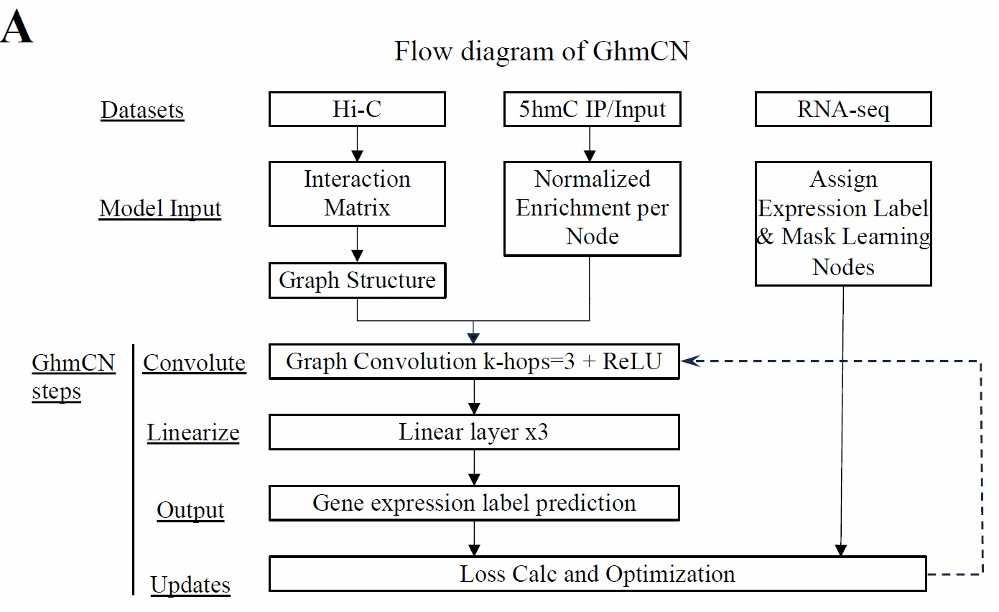 A
Flow diagram of GhmCN
Datasets
Hi-C
5hmC IP/Input
RNA-seq
Model Input
Interaction
Matrix
Normalized
Enrichment per
Node
Assign
Expression Label
& Mask Learning
Nodes
Graph Structure
GhmCN
steps
Convolute
Graph Convolution k-hops=3 + ReLU
Linearize
Linear layer x3
Output
Gene expression label prediction
Updates
Loss Calc and Optimization